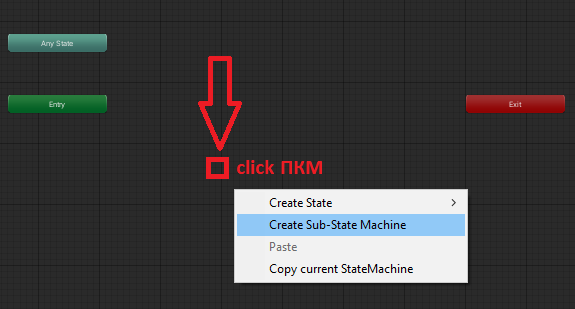 Any State
Entry
Exit
click ПКМ
Create State
Create Sub-State Machine
Paste
Copy current StateMachine